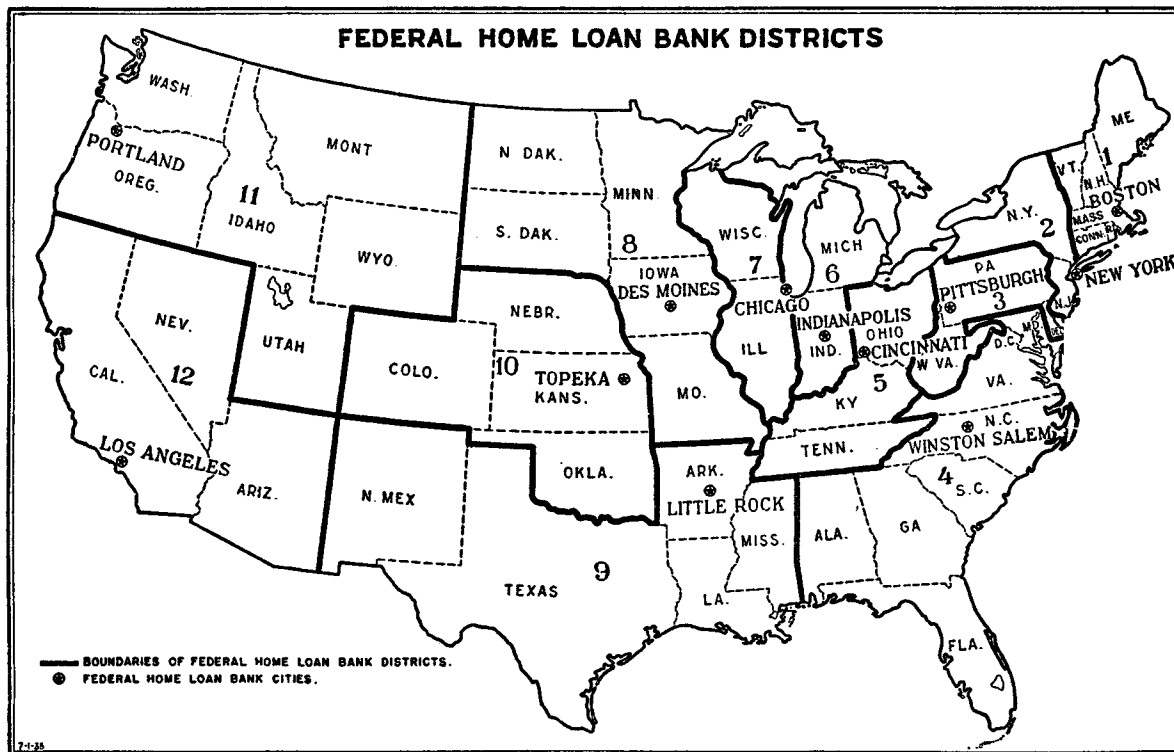 FEDERAL HOME LOAN BANK DISTRICTS
WASH.
MONT
N DAK.
MINN.
ME
PORTLAND
OREG.
11
IDAHO
WYO.
S. DAK.
8
WISC.
7
MICH
6
VT.
N.H.
1
BOSTON
MASS
CONN.
R.I.
N.Y.
2
NEW YORK
IOWA
DES MOINES
NEBR.
CHICAGO
ILL
INDIANAPOLIS
IND.
OHIO
CINCINNATI
PA
PITTSBURGH
3
N.J.
MD.
DEL
D.C.
W VA.
VA.
NEV.
UTAH
COLO.
10
TOPEKA
KANS.
MO.
KY
5
CAL.
12
LOS ANGELES
ARIZ.
N. MEX
OKLA.
ARK.
LITTLE ROCK
TENN.
N.C.
WINSTON SALEM
4
S.C.
MISS.
ALA.
GA
TEXAS
9
LA.
FLA.
BOUNDARIES OF FEDERAL HOME LOAN BANK DISTRICTS.
FEDERAL HOME LOAN BANK CITIES.